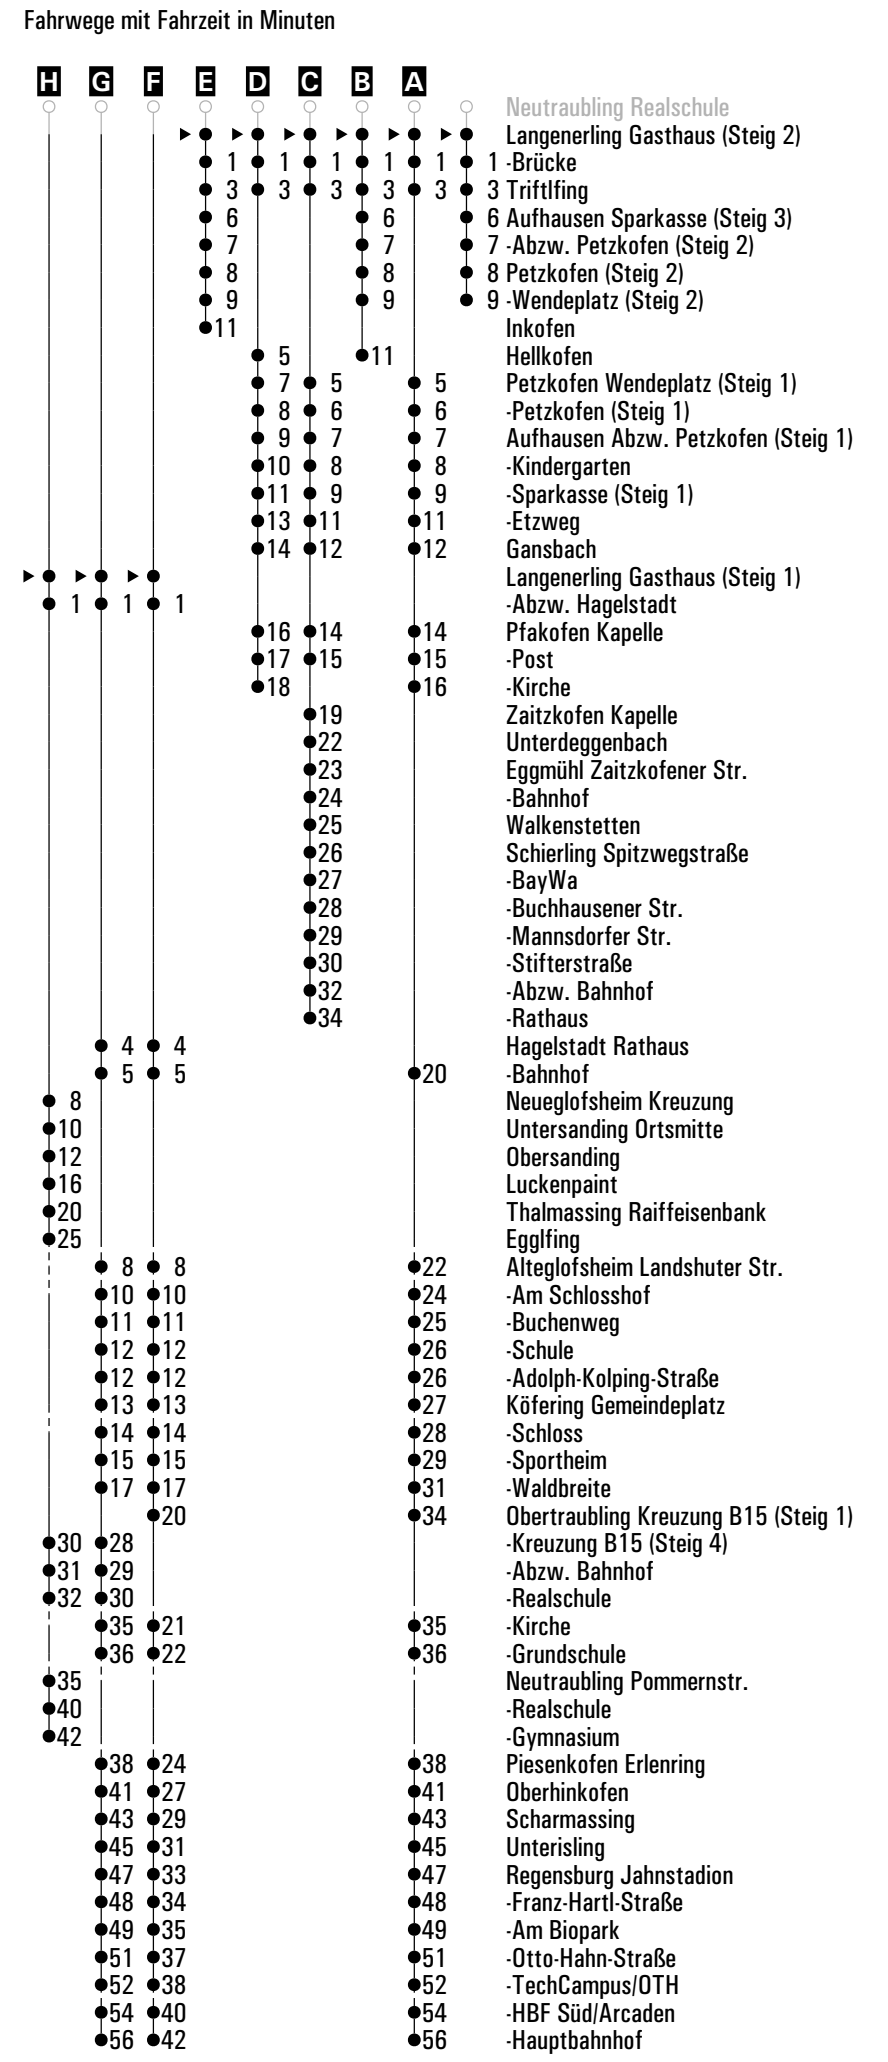 Fahrwege mit Fahrzeit in Minuten
H G F E D C B A
Neutraubling Realschule
Langenerling Gasthaus (Steig 2)
1 1 1 1 1 1 -Brücke
3 3 3 3 3 3 Triftlfing
6 6 6 Aufhausen Sparkasse (Steig 3)
7 7 7 -Abzw. Petzkofen (Steig 2)
8 8 8 Petzkofen (Steig 2)
9 9 9 -Wendeplatz (Steig 2)
11 Inkofen
5 11 Hellkofen
7 5 5 Petzkofen Wendeplatz (Steig 1)
8 6 6 -Petzkofen (Steig 1)
9 7 7 Aufhausen Abzw. Petzkofen (Steig 1)
10 8 8 -Kindergarten
11 9 9 -Sparkasse (Steig 1)
13 11 11 -Etzweg
14 12 12 Gansbach
Langenerling Gasthaus (Steig 1)
1 1 1 -Abzw. Hagelstadt
16 14 14 Pfakofen Kapelle
17 15 15 -Post
18 16 -Kirche
19 Zaitzkofen Kapelle
22 Unterdeggenbach
23 Eggmühl Zaitzkofener Str.
24 -Bahnhof
25 Walkenstetten
26 Schierling Spitzwegstraße
27 -BayWa
28 -Buchhausener Str.
29 -Mannsdorfer Str.
30 -Stifterstraße
32 -Abzw. Bahnhof
34 -Rathaus
4 4 Hagelstadt Rathaus
5 5 20 -Bahnhof
8 Neueglofsheim Kreuzung
10 Untersanding Ortsmitte
12 Obersanding
16 Luckenpaint
20 Thalmassing Raiffeisenbank
25 Egglfing
8 8 22 Alteglofsheim Landshuter Str.
10 10 24 -Am Schlosshof
11 11 25 -Buchenweg
12 12 26 -Schule
12 12 26 -Adolph-Kolping-Straße
13 13 27 Köfering Gemeindeplatz
14 14 28 -Schloss
15 15 29 -Sportheim
17 17 31 -Waldbreite
20 34 Obertraubling Kreuzung B15 (Steig 1)
30 28 -Kreuzung B15 (Steig 4)
31 29 -Abzw. Bahnhof
32 30 -Realschule
35 21 35 -Kirche
36 22 36 -Grundschule
35 Neutraubling Pommernstr.
40 -Realschule
42 -Gymnasium
38 24 38 Piesenkofen Erlenring
41 27 41 Oberhinkofen
43 29 43 Scharmassing
45 31 45 Unterisling
47 33 47 Regensburg Jahnstadion
48 34 48 -Franz-Hartl-Straße
49 35 49 -Am Biopark
51 37 51 -Otto-Hahn-Straße
52 38 52 -TechCampus/OTH
54 40 54 -HBF Süd/Arcaden
56 42 56 -Hauptbahnhof